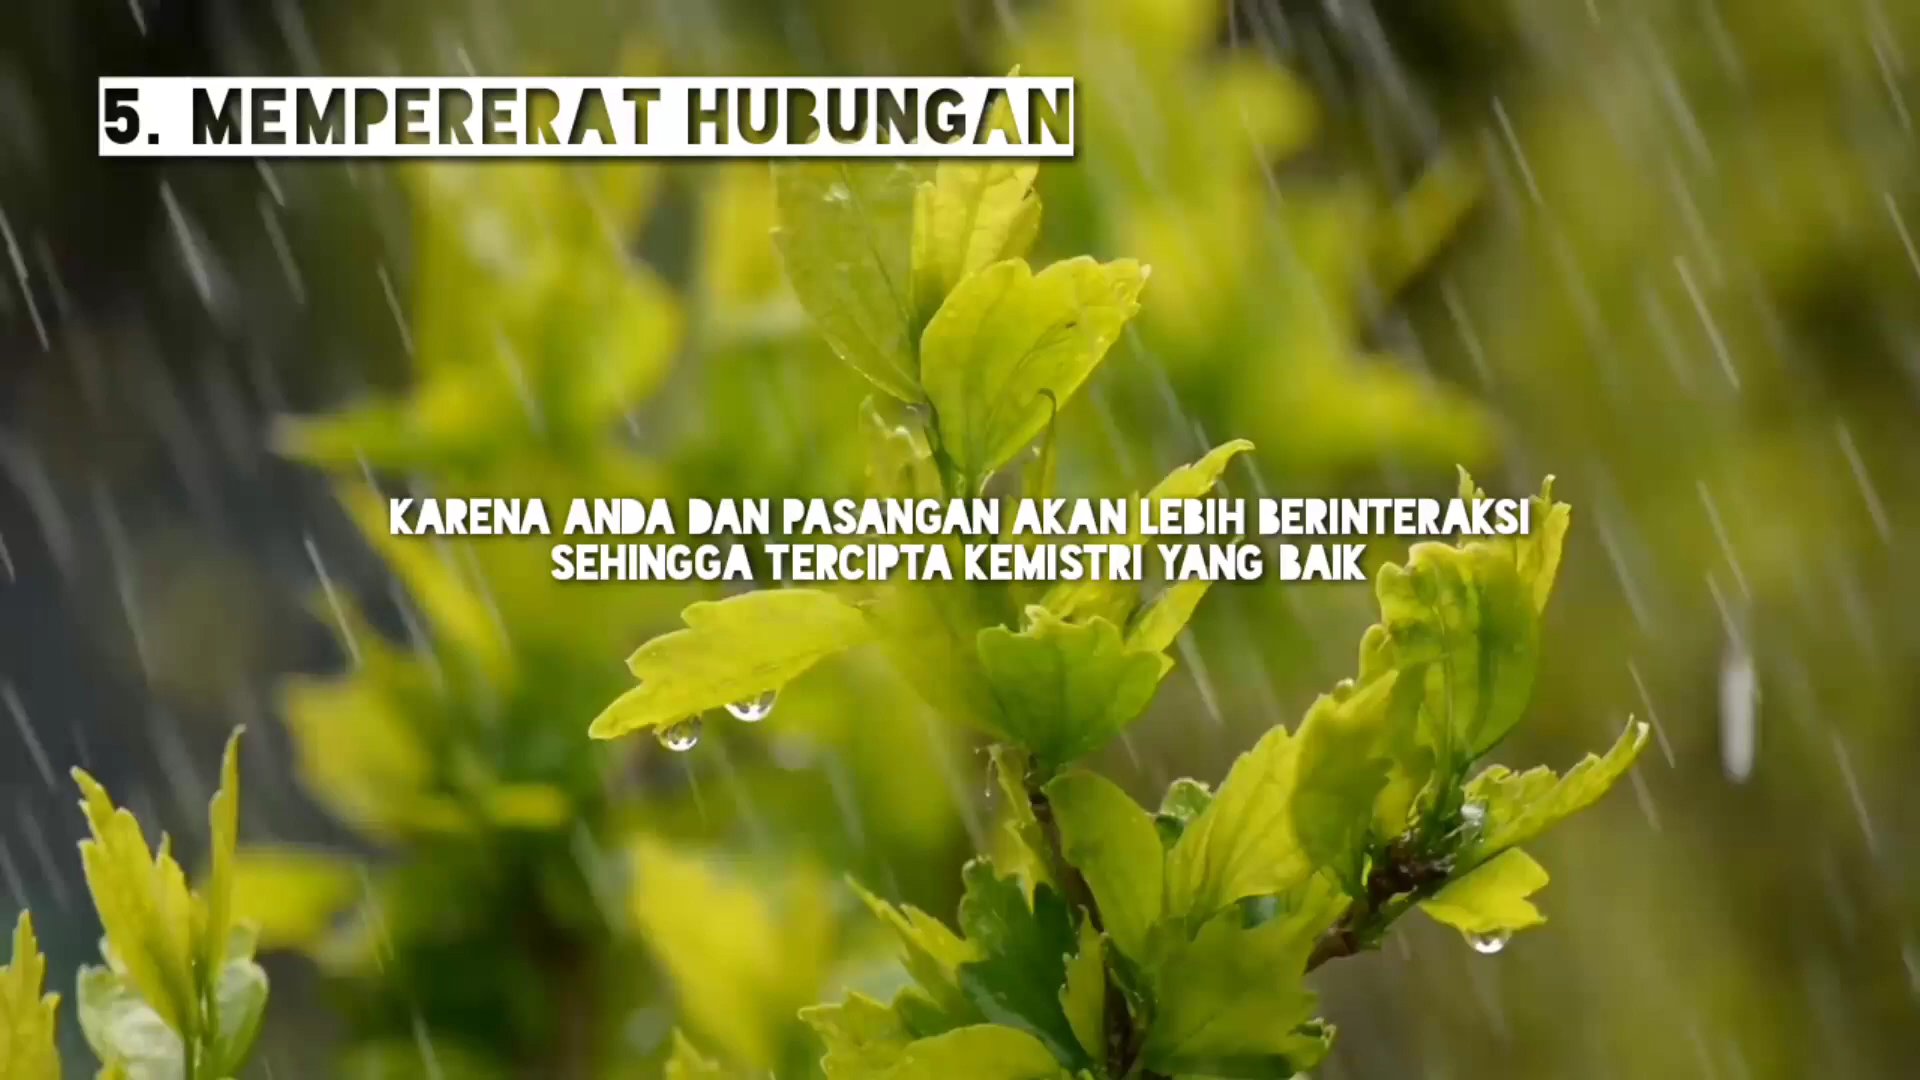 5. MEMPERERAT HUBUNGAN
KARENA ANDA DAN PASANGAN AKAN LEBIH BERINTERAKSI
SEHINGGA TERCIPTA KEMISTRI YANG BAIK